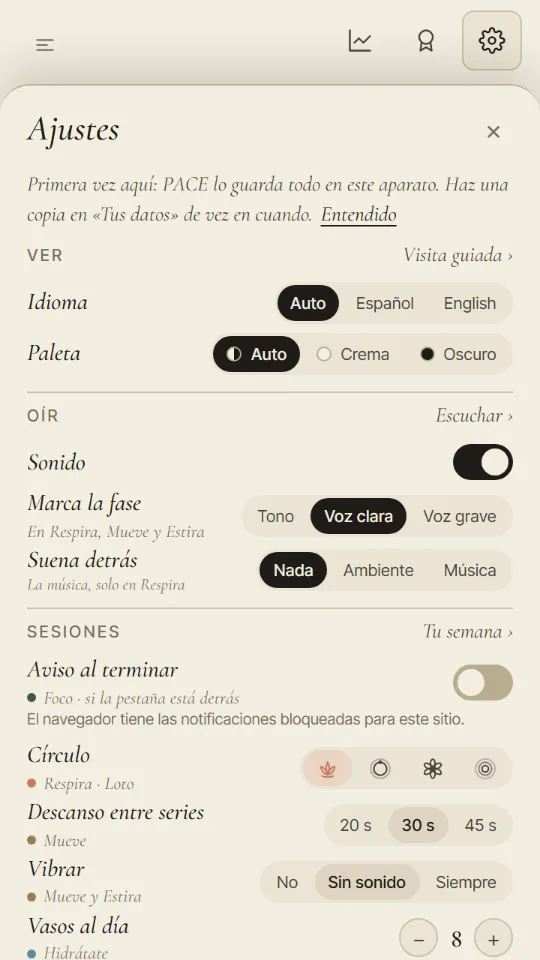 Ajustes
Primera vez aquí: PACE lo guarda todo en este aparato. Haz una
copia en «Tus datos» de vez en cuando. Entendido
VER Visita guiada ›
Idioma Auto Español English
Paleta Auto Crema Oscuro
OÍR Escuchar ›
Sonido
Marca la fase Tono Voz clara Voz grave
En Respira, Mueve y Estira
Suena detrás Nada Ambiente Música
La música, solo en Respira
SESIONES Tu semana ›
Aviso al terminar
Foco · si la pestaña está detrás
El navegador tiene las notificaciones bloqueadas para este sitio.
Círculo
Respira · Loto
Descanso entre series 20 s 30 s 45 s
Mueve
Vibrar No Sin sonido Siempre
Mueve y Estira
Vasos al día − 8 +
Hidrátate